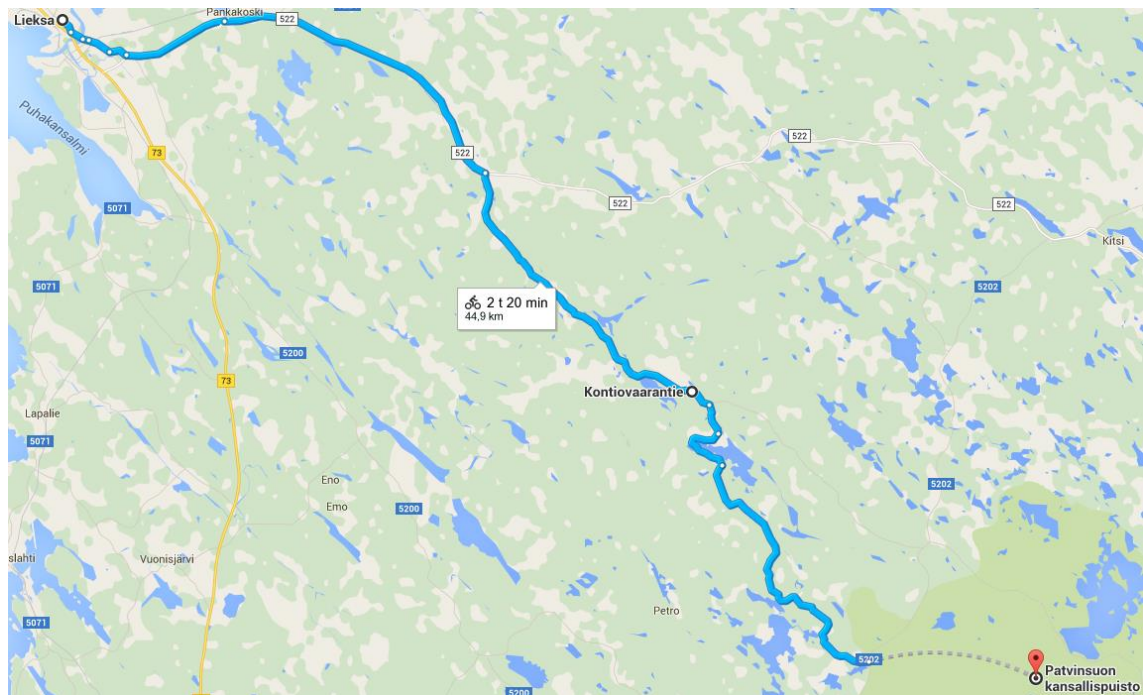 Lieksa
Pankakoski
522
Puhakansalmi
73
522
522
5071
522
522
Kitsi
5071
5202
2 t 20 min
44,9 km
5200
73
Kontiovaarantie
Lapalie
5071
Eno
Emo
5202
5200
slahti
Vuonisjärvi
Petro
5071
5202
5200
73
Patvinsuon
kansallispuisto